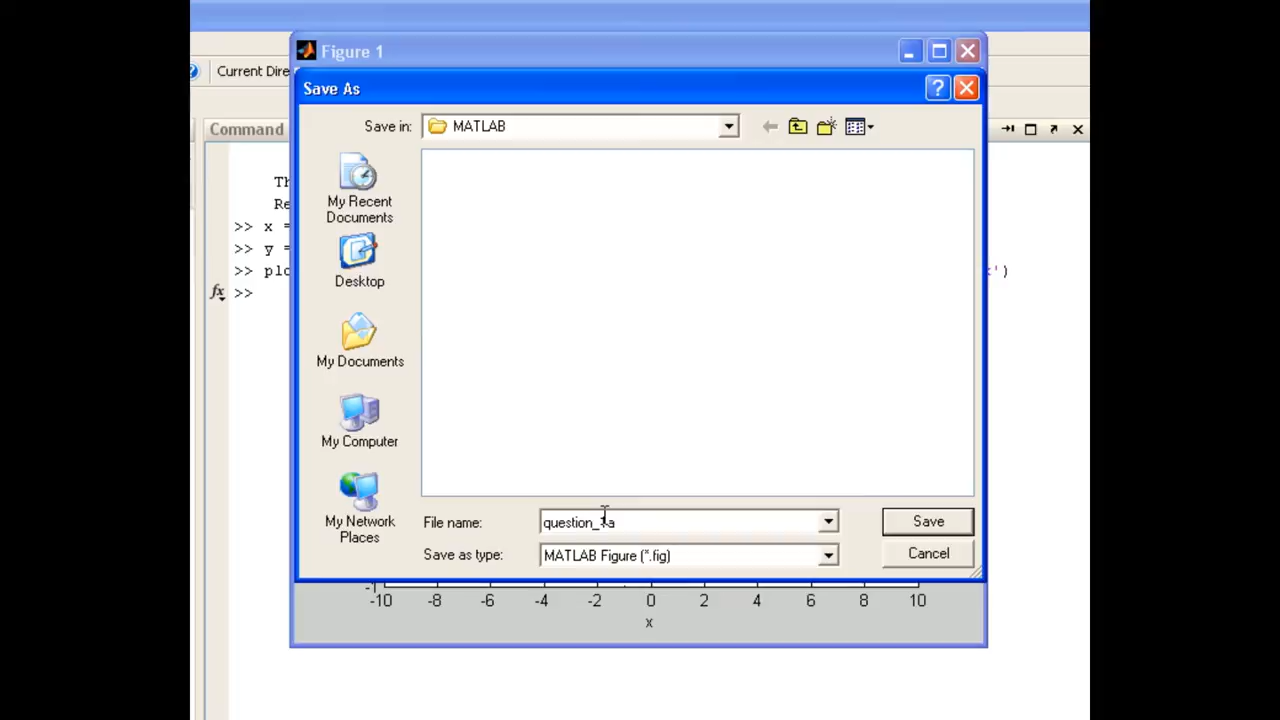 Figure 1
Save As
Current Dire
Save in: MATLAB
Command
My Recent
Documents
Th
Re
>> x =
>> y =
>> plo
')
fx >>
Desktop
My Documents
My Computer
My Network
Places
File name:
Save
Save as type: MATLAB Figure (*.fig)
Cancel
-10 -8 -6 -4 -2 0 2 4 6 8 10
x